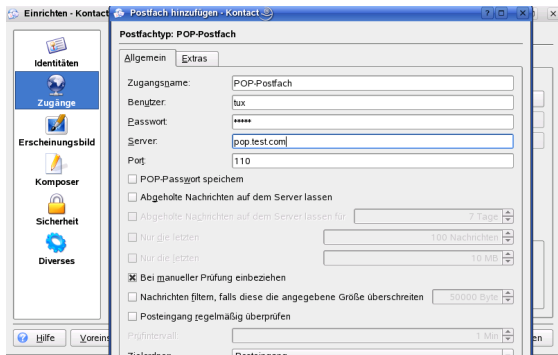 Einrichten - Kontact
Postfach hinzufügen - Kontact
Postfachtyp: POP-Postfach
Allgemein
Extras
Identitäten
Zugänge
Erscheinungsbild
Komposer
Sicherheit
Diverses
Zugangsname:
POP-Postfach
Benutzer:
tux
Passwort:
*****
Server:
pop.test.com
Port:
110
POP-Passwort speichern
Abgeholte Nachrichten auf dem Server lassen
Abgeholte Nachrichten auf dem Server lassen für
7 Tage
Nur die letzten
100 Nachrichten
Nur die letzten
10 MB
Bei manueller Prüfung einbeziehen
Nachrichten filtern, falls diese die angegebene Größe überschreiten
50000 Byte
Posteingang regelmäßig überprüfen
Prüfintervall
1 Min
Hilfe
Voreins
en